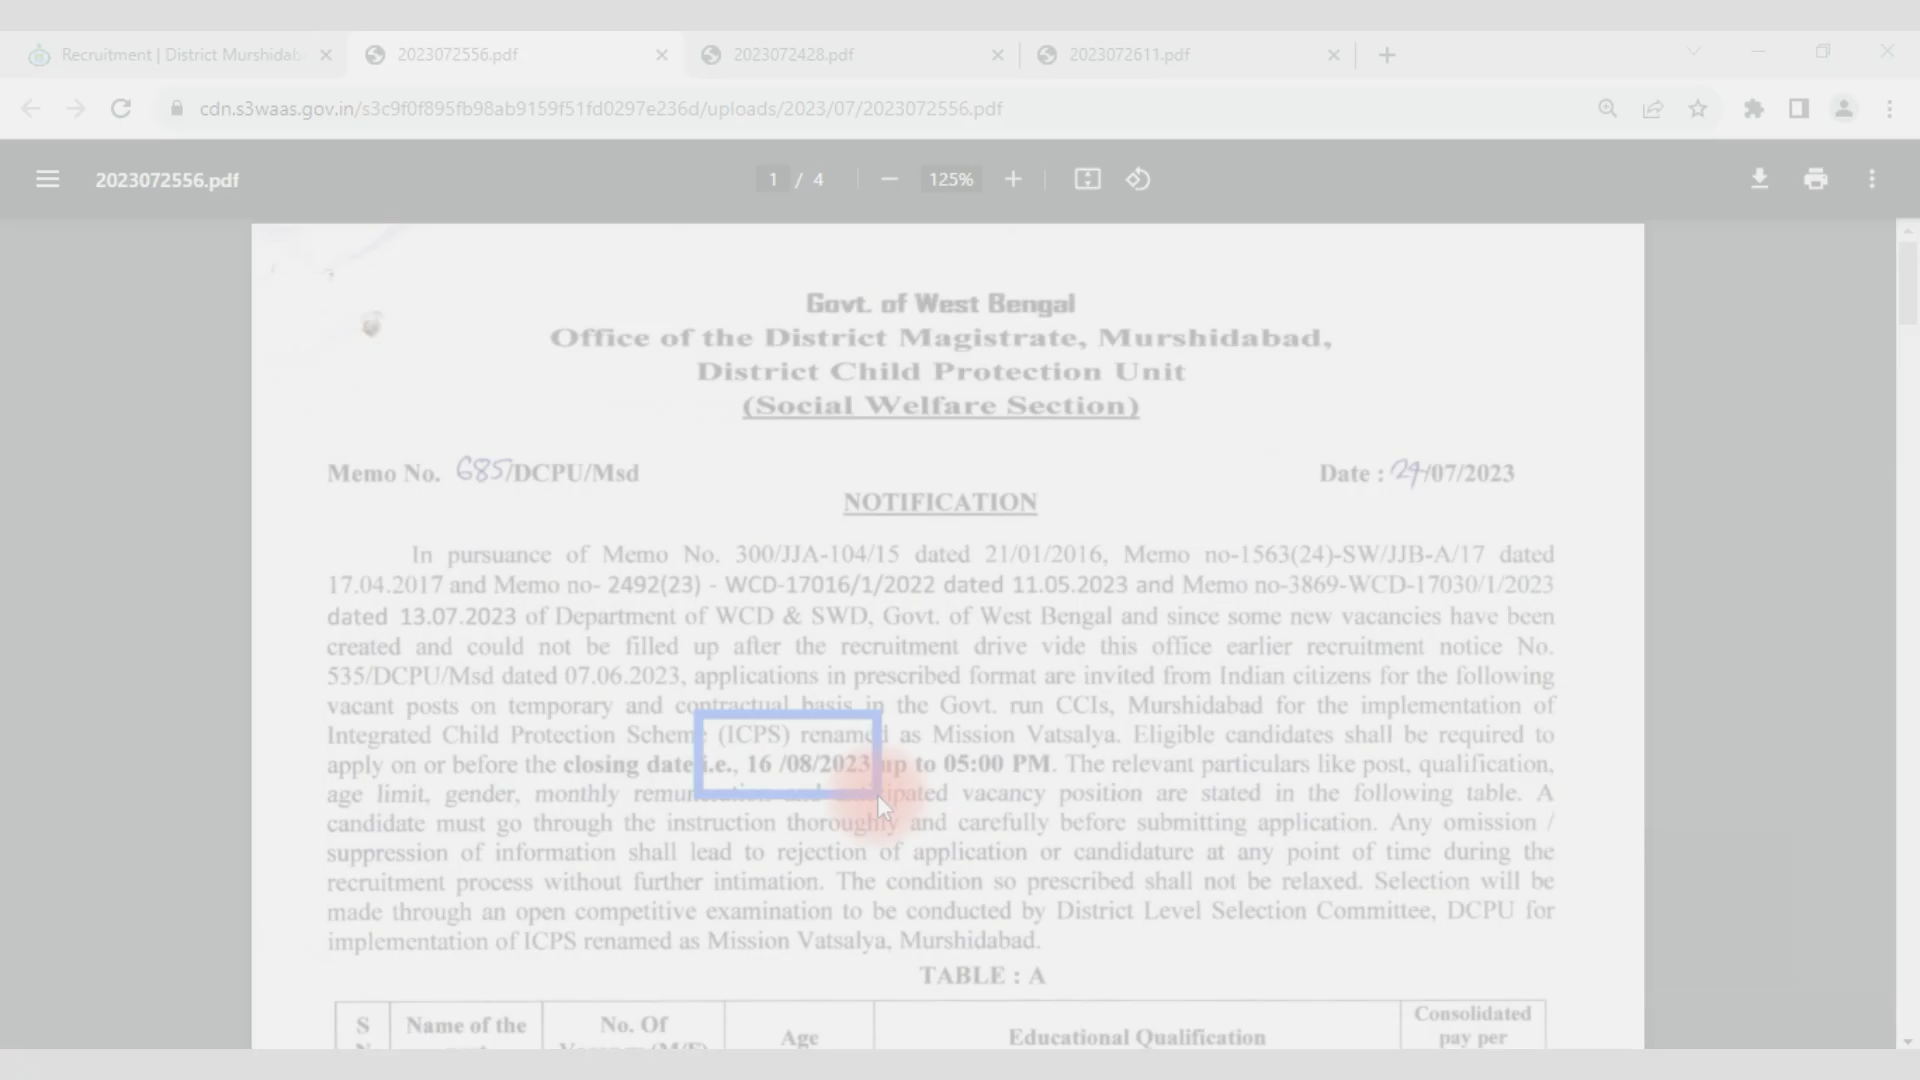 Recruitment | District Murshidab
2023072556.pdf
2023072428.pdf
2023072611.pdf
cdn.s3waas.gov.in/s3c9f0f895fb98ab9159f51fd0297e236d/uploads/2023/07/2023072556.pdf
2023072556.pdf
1 / 4
125%
Govt. of West Bengal
Office of the District Magistrate, Murshidabad,
District Child Protection Unit
(Social Welfare Section)
Memo No. 685/DCPU/Msd Date : 24/07/2023
NOTIFICATION
In pursuance of Memo No. 300/JJA-104/15 dated 21/01/2016, Memo no-1563(24)-SW/JJB-A/17 dated
17.04.2017 and Memo no- 2492(23) - WCD-17016/1/2022 dated 11.05.2023 and Memo no-3869-WCD-17030/1/2023
dated 13.07.2023 of Department of WCD & SWD, Govt. of West Bengal and since some new vacancies have been
created and could not be filled up after the recruitment drive vide this office earlier recruitment notice No.
535/DCPU/Msd dated 07.06.2023, applications in prescribed format are invited from Indian citizens for the following
vacant posts on temporary and contractual basis in the Govt. run CCIs, Murshidabad for the implementation of
Integrated Child Protection Scheme (ICPS) renamed as Mission Vatsalya. Eligible candidates shall be required to
apply on or before the closing date i.e., 16 /08/2023 up to 05:00 PM. The relevant particulars like post, qualification,
age limit, gender, monthly remuneration and anticipated vacancy position are stated in the following table. A
candidate must go through the instruction thoroughly and carefully before submitting application. Any omission /
suppression of information shall lead to rejection of application or candidature at any point of time during the
recruitment process without further intimation. The condition so prescribed shall not be relaxed. Selection will be
made through an open competitive examination to be conducted by District Level Selection Committee, DCPU for
implementation of ICPS renamed as Mission Vatsalya, Murshidabad.
TABLE : A
S Name of the No. Of Age Educational Qualification Consolidated
pay per